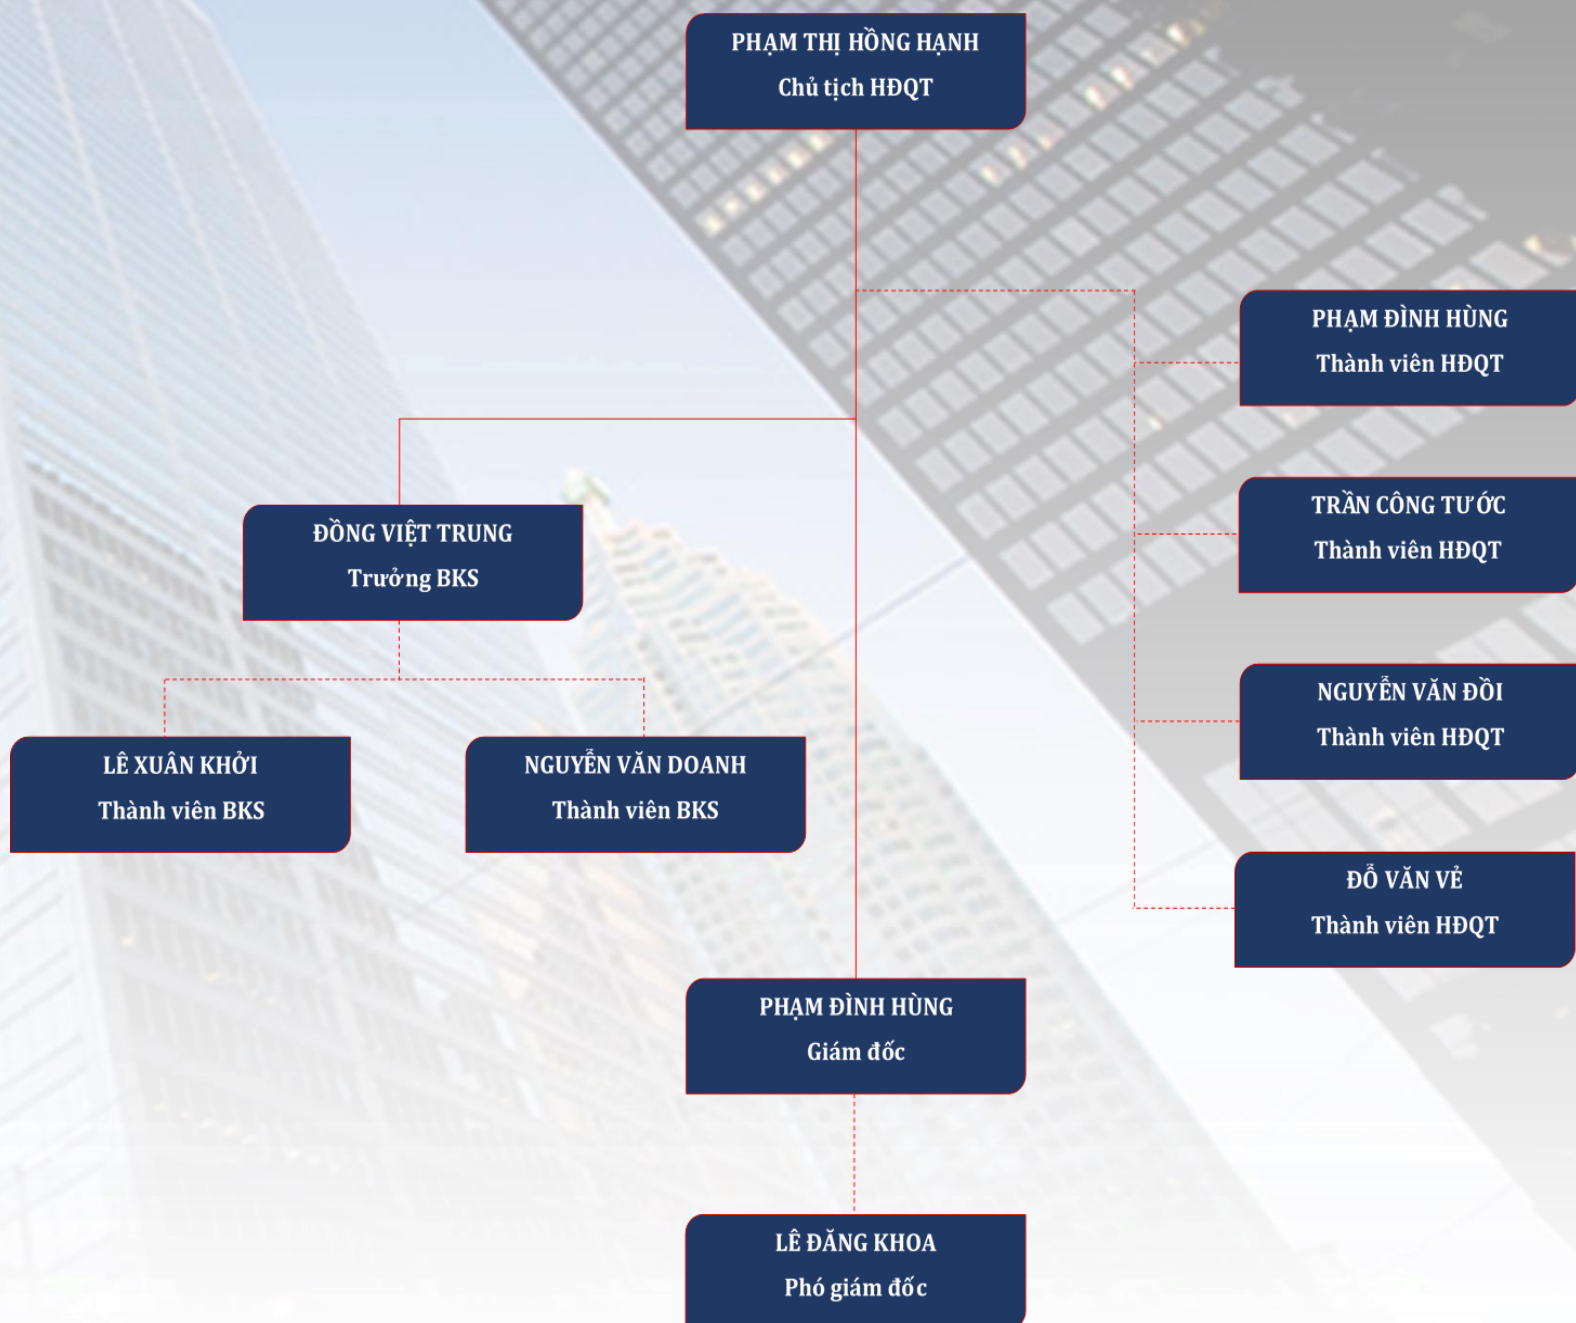 PHẠM THỊ HỒNG HẠNH
Chủ tịch HĐQT
PHẠM ĐÌNH HÙNG
Thành viên HĐQT
TRẦN CÔNG TƯỚC
Thành viên HĐQT
ĐỒNG VIỆT TRUNG
Trưởng BKS
NGUYỄN VĂN ĐỒI
Thành viên HĐQT
LÊ XUÂN KHỞI
Thành viên BKS
NGUYỄN VĂN DOANH
Thành viên BKS
ĐỖ VĂN VẺ
Thành viên HĐQT
PHẠM ĐÌNH HÙNG
Giám đốc
LÊ ĐĂNG KHOA
Phó giám đốc